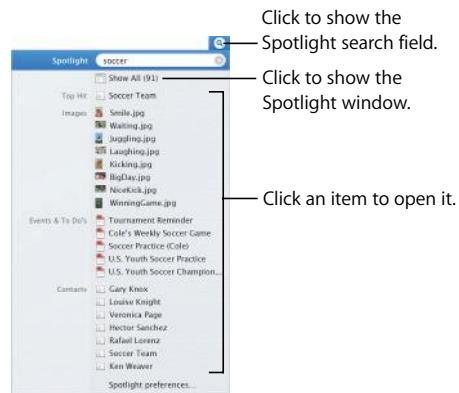 Click to show the
Spotlight search field.
Spotlight soccer
Show All (91)
Click to show the
Spotlight window.
Top Hit Soccer Team
Images Smile.jpg
Waiting.jpg
Juggling.jpg
Laughing.jpg
Kicking.jpg
BigDay.jpg
NiceKick.jpg
WinningGame.jpg
Click an item to open it.
Events & To Do's Tournament Reminder
Cole's Weekly Soccer Game
Soccer Practice (Cole)
U.S. Youth Soccer Practice
U.S. Youth Soccer Champion...
Contacts Gary Knox
Louise Knight
Veronica Page
Hector Sanchez
Rafael Lorenz
Soccer Team
Ken Weaver
Spotlight preferences...